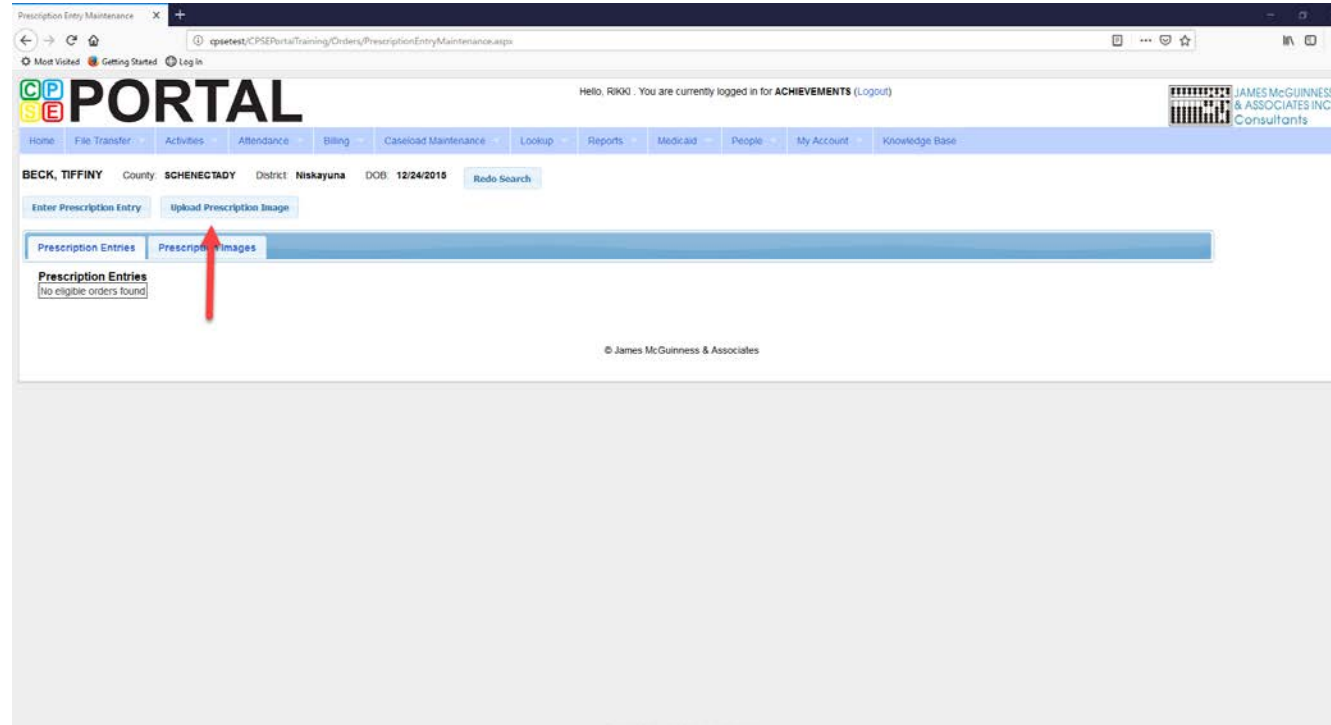 Prescription Entry Maintenance
cpsetest/CPSEPortalTraining/Orders/PrescriptionEntryMaintenance.aspx
Most Visited Getting Started Log in
CPSE PORTAL
Hello, RIKKI . You are currently logged in for ACHIEVEMENTS (Logout)
JAMES McGUINNESS
& ASSOCIATES INC
Consultants
Home File Transfer Activities Attendance Billing Caseload Maintenance Lookup Reports Medicaid People My Account Knowledge Base
BECK, TIFFINY County: SCHENECTADY District: Niskayuna DOB: 12/24/2015 Redo Search
Enter Prescription Entry Upload Prescription Image
Prescription Entries Prescription Images
Prescription Entries
No eligible orders found
© James McGuinness & Associates